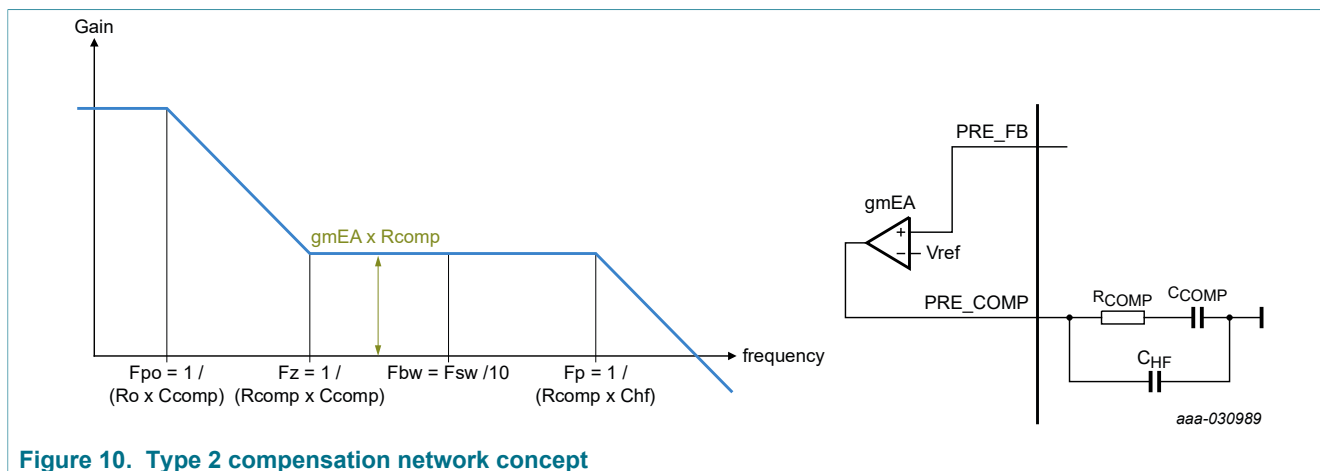 Gain
gmEA x Rcomp
frequency
Fpo = 1 /
(Ro x Ccomp)
Fz = 1 /
(Rcomp x Ccomp)
Fbw = Fsw /10
Fp = 1 /
(Rcomp x Chf)
PRE_FB
gmEA
+
−
Vref
PRE_COMP
RCOMP
CCOMP
CHF
aaa-030989
Figure 10. Type 2 compensation network concept